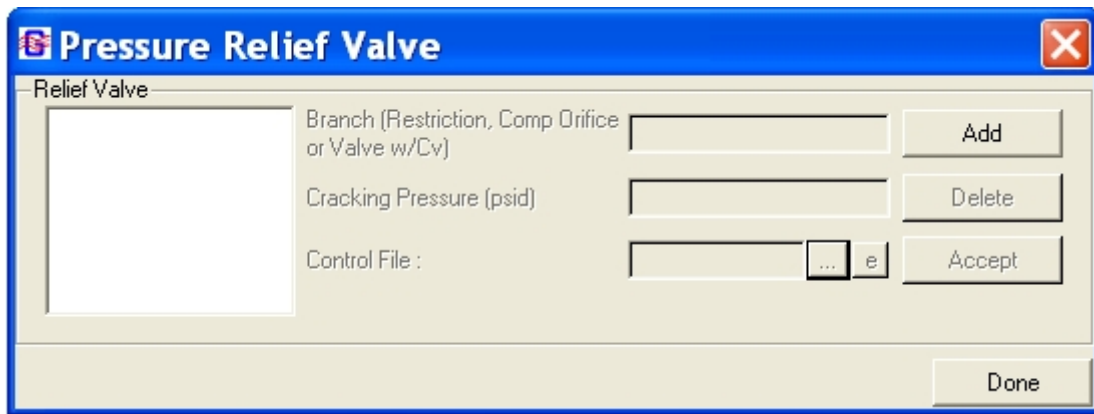 Pressure Relief Valve
Relief Valve
Branch (Restriction, Comp Orifice
or Valve w/Cv)
Add
Cracking Pressure (psid)
Delete
Control File :
...
e
Accept
Done